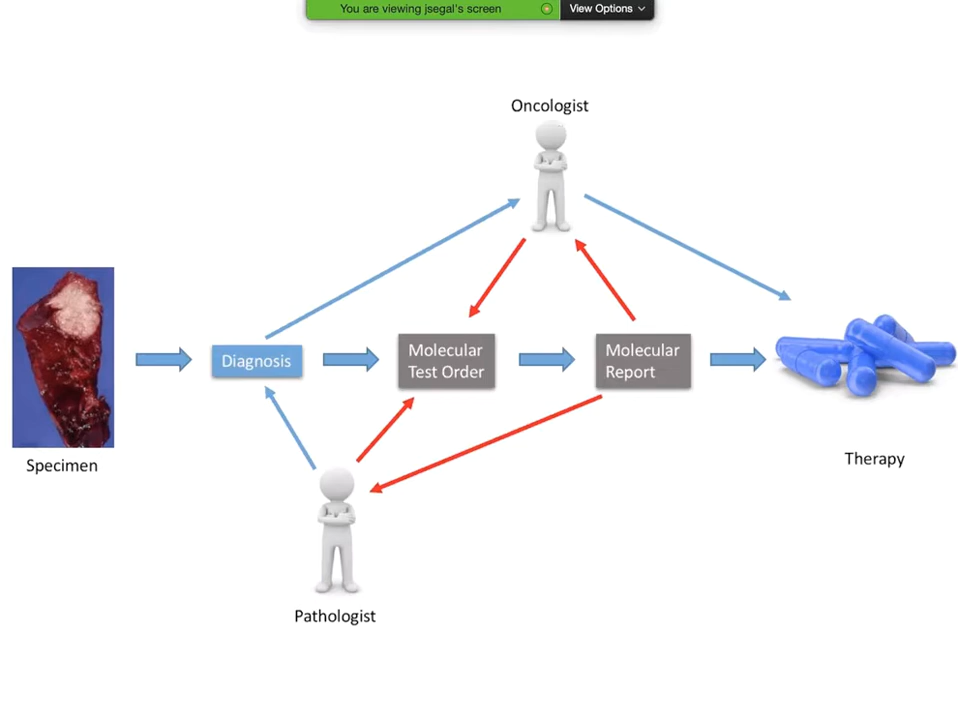 You are viewing jsegal's screen
View Options
Oncologist
Diagnosis
Molecular
Test Order
Molecular
Report
Specimen
Therapy
Pathologist